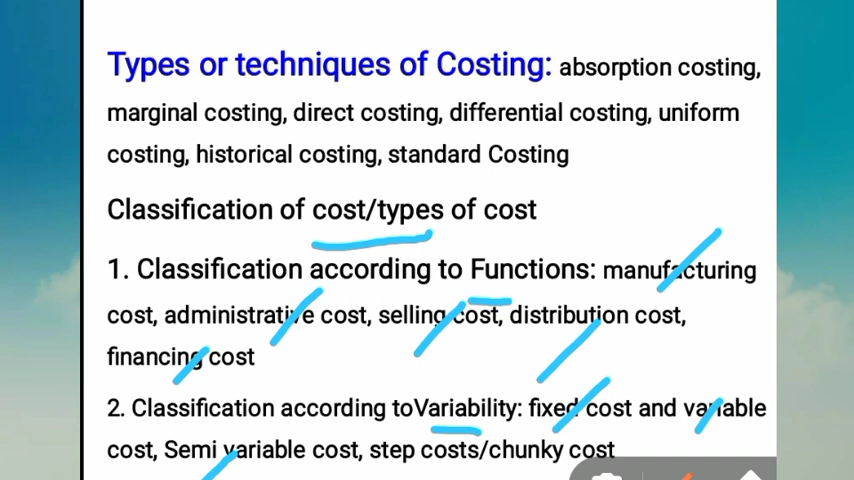 Types or techniques of Costing: absorption costing,
marginal costing, direct costing, differential costing, uniform
costing, historical costing, standard Costing
Classification of cost/types of cost
1. Classification according to Functions: manufacturing
cost, administrative cost, selling cost, distribution cost,
financing cost
2. Classification according toVariability: fixed cost and variable
cost, Semi variable cost, step costs/chunky cost